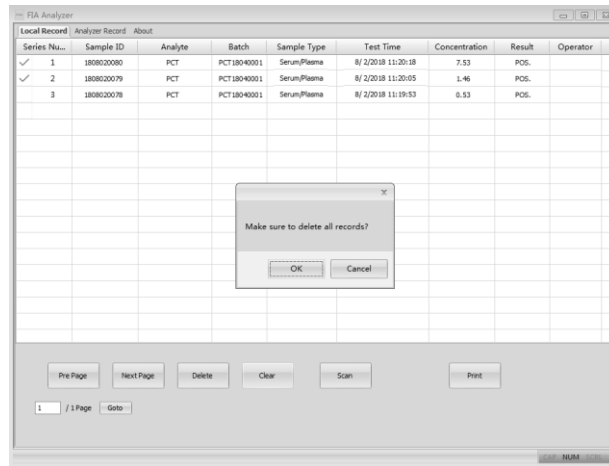 FIA Analyzer
Local Record Analyzer Record About
Series Nu... Sample ID Analyte Batch Sample Type Test Time Concentration Result Operator
1 1808020080 PCT PCT18040001 Serum/Plasma 8/ 2/2018 11:20:18 7.53 POS.
2 1808020079 PCT PCT18040001 Serum/Plasma 8/ 2/2018 11:20:05 1.46 POS.
3 1808020078 PCT PCT18040001 Serum/Plasma 8/ 2/2018 11:19:53 0.53 POS.
Make sure to delete all records?
OK Cancel
Pre Page Next Page Delete Clear Scan Print
1 / 1 Page Goto
CAP NUM SCRL